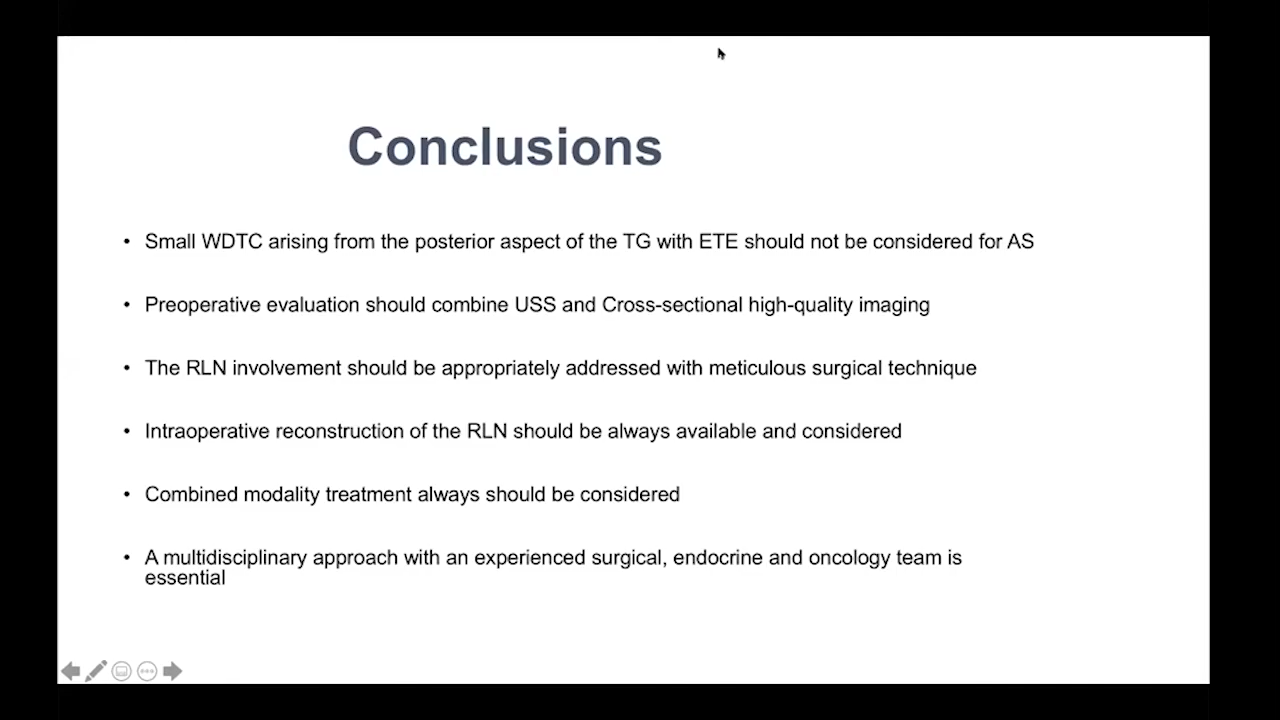 Conclusions
• Small WDTC arising from the posterior aspect of the TG with ETE should not be considered for AS
• Preoperative evaluation should combine USS and Cross-sectional high-quality imaging
• The RLN involvement should be appropriately addressed with meticulous surgical technique
• Intraoperative reconstruction of the RLN should be always available and considered
• Combined modality treatment always should be considered
• A multidisciplinary approach with an experienced surgical, endocrine and oncology team is
essential